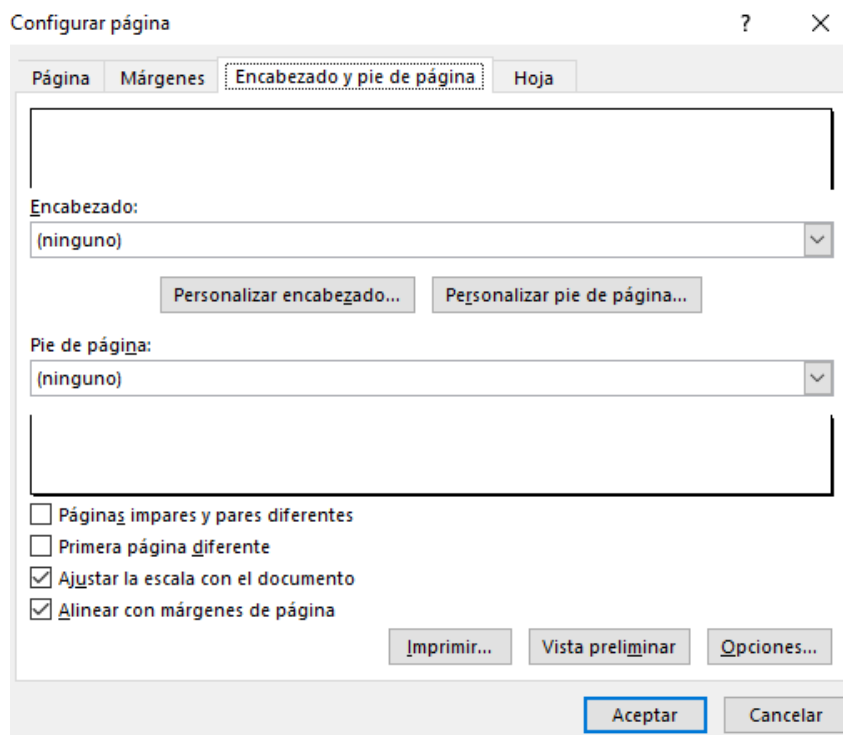 Configurar página ?
Página Márgenes Encabezado y pie de página Hoja
Encabezado:
(ninguno)
Personalizar encabezado... Personalizar pie de página...
Pie de página:
(ninguno)
Páginas impares y pares diferentes
Primera página diferente
Ajustar la escala con el documento
Alinear con márgenes de página
Imprimir... Vista preliminar Opciones...
Aceptar Cancelar